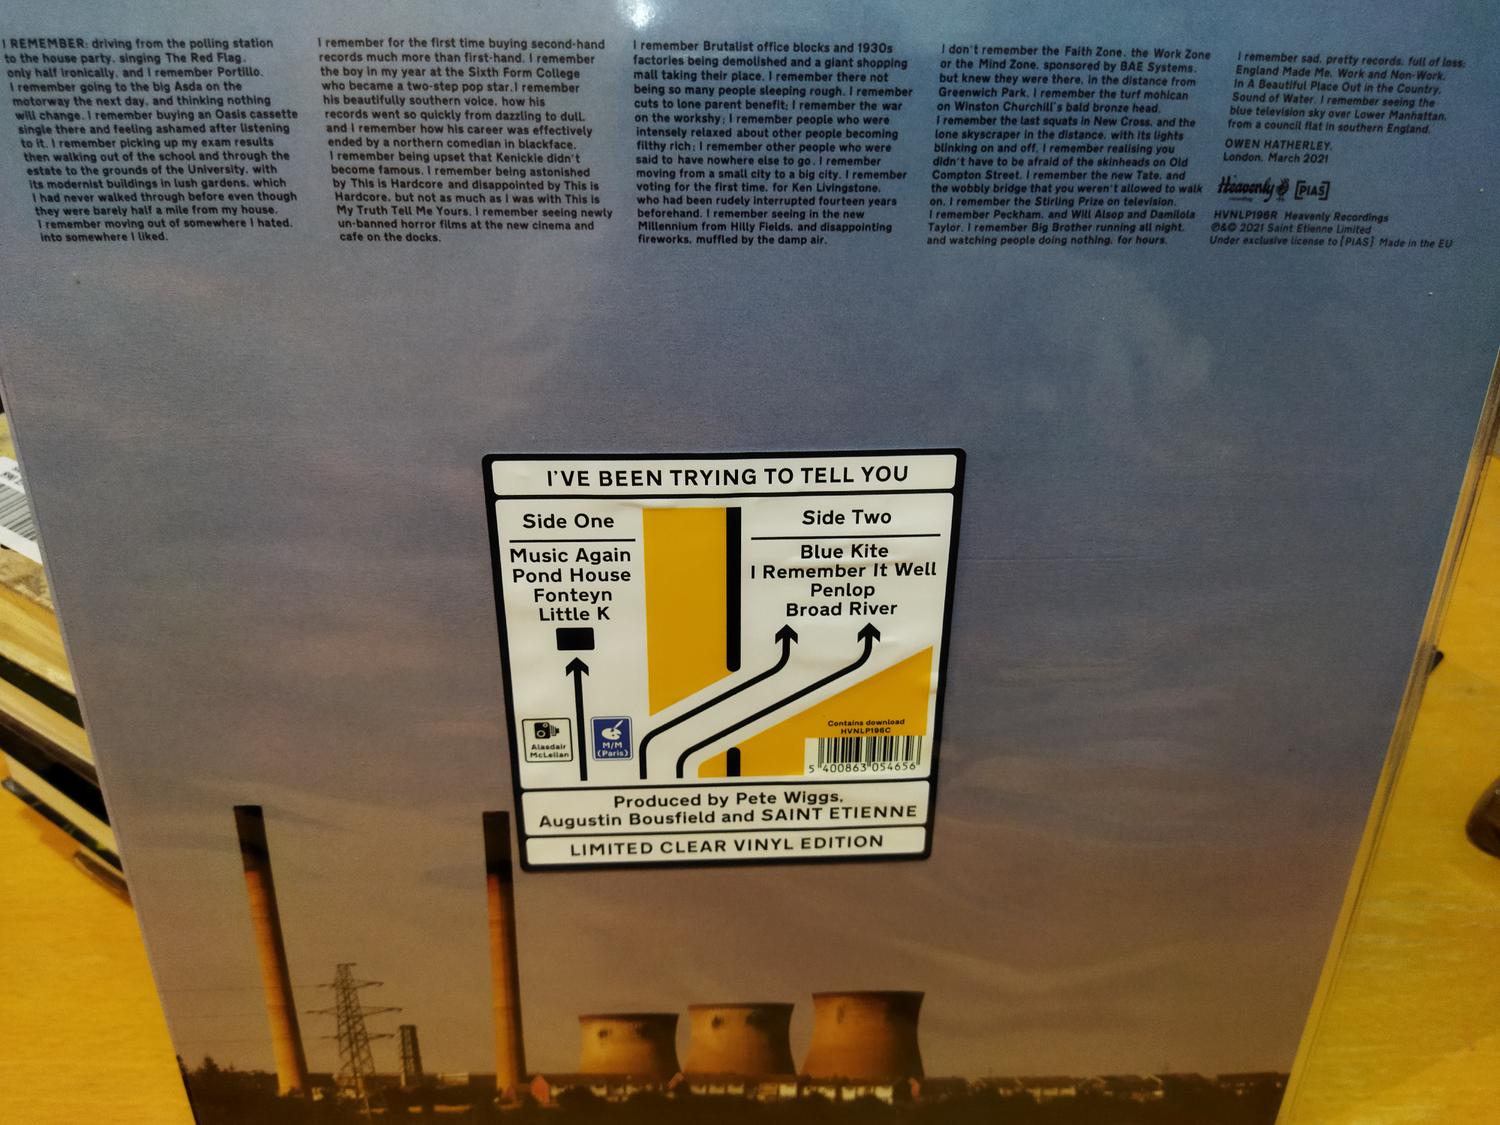 I REMEMBER: driving from the polling station
to the house party, singing The Red Flag,
only half ironically, and I remember Portillo.
I remember going to the big Asda on the
motorway the next day, and thinking nothing
will change. I remember buying an Oasis cassette
single there and feeling ashamed after listening
to it. I remember picking up my exam results
then walking out of the school and through the
estate to the grounds of the University, with
its modernist buildings in lush gardens, which
I had never walked through before even though
they were barely half a mile from my house.
I remember moving out of somewhere I hated,
into somewhere I liked.
I remember for the first time buying second-hand
records much more than first-hand. I remember
the boy in my year at the Sixth Form College
who became a two-step pop star. I remember
his beautifully southern voice, how his
records went so quickly from dazzling to dull,
and I remember how his career was effectively
ended by a northern comedian in blackface.
I remember being upset that Kenickie didn't
become famous. I remember being astonished
by This is Hardcore and disappointed by This is
Hardcore, but not as much as I was with This is
My Truth Tell Me Yours. I remember seeing newly
un-banned horror films at the new cinema and
cafe on the docks.
I remember Brutalist office blocks and 1930s
factories being demolished and a giant shopping
mall taking their place. I remember there not
being so many people sleeping rough. I remember
cuts to lone parent benefit; I remember the war
on the workshy; I remember people who were
intensely relaxed about other people becoming
filthy rich; I remember other people who were
said to have nowhere else to go. I remember
moving from a small city to a big city. I remember
voting for the first time, for Ken Livingstone,
who had been rudely interrupted fourteen years
beforehand. I remember seeing in the new
Millennium from Hilly Fields, and disappointing
fireworks, muffled by the damp air.
I don't remember the Faith Zone, the Work Zone
or the Mind Zone, sponsored by BAE Systems,
but knew they were there, in the distance from
Greenwich Park. I remember the turf mohican
on Winston Churchill's bald bronze head.
I remember the last squats in New Cross, and the
lone skyscraper in the distance, with its lights
blinking on and off. I remember realising you
didn't have to be afraid of the skinheads on Old
Compton Street. I remember the new Tate, and
the wobbly bridge that you weren't allowed to walk
on. I remember the Stirling Prize on television.
I remember Peckham, and Will Alsop and Damilola
Taylor. I remember Big Brother running all night,
and watching people doing nothing, for hours.
I remember sad, pretty records, full of loss:
England Made Me, Work and Non-Work,
In A Beautiful Place Out in the Country,
Sound of Water. I remember seeing the
blue television sky over Lower Manhattan,
from a council flat in southern England.
OWEN HATHERLEY,
London, March 2021
Heavenly recordings [PIAS]
HVNLP196R Heavenly Recordings
℗&© 2021 Saint Etienne Limited
Under exclusive license to [PIAS] Made in the EU
I'VE BEEN TRYING TO TELL YOU
Side One
Music Again
Pond House
Fonteyn
Little K
Side Two
Blue Kite
I Remember It Well
Penlop
Broad River
Alasdair
McLellan
M/M
(Paris)
Contains download
HVNLP196C
5 400863 054656
Produced by Pete Wiggs,
Augustin Bousfield and SAINT ETIENNE
LIMITED CLEAR VINYL EDITION